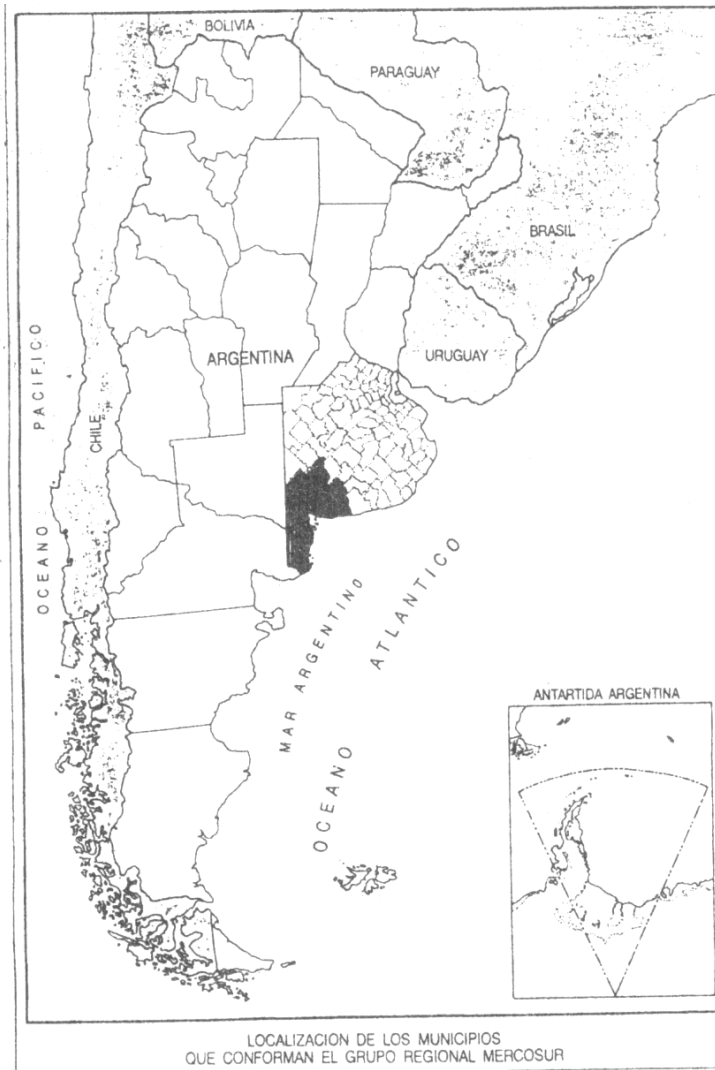 BOLIVIA
PARAGUAY
BRASIL
ARGENTINA
URUGUAY
CHILE
OCEANO PACIFICO
MAR ARGENTINO
OCEANO ATLANTICO
ANTARTIDA ARGENTINA
LOCALIZACION DE LOS MUNICIPIOS
QUE CONFORMAN EL GRUPO REGIONAL MERCOSUR